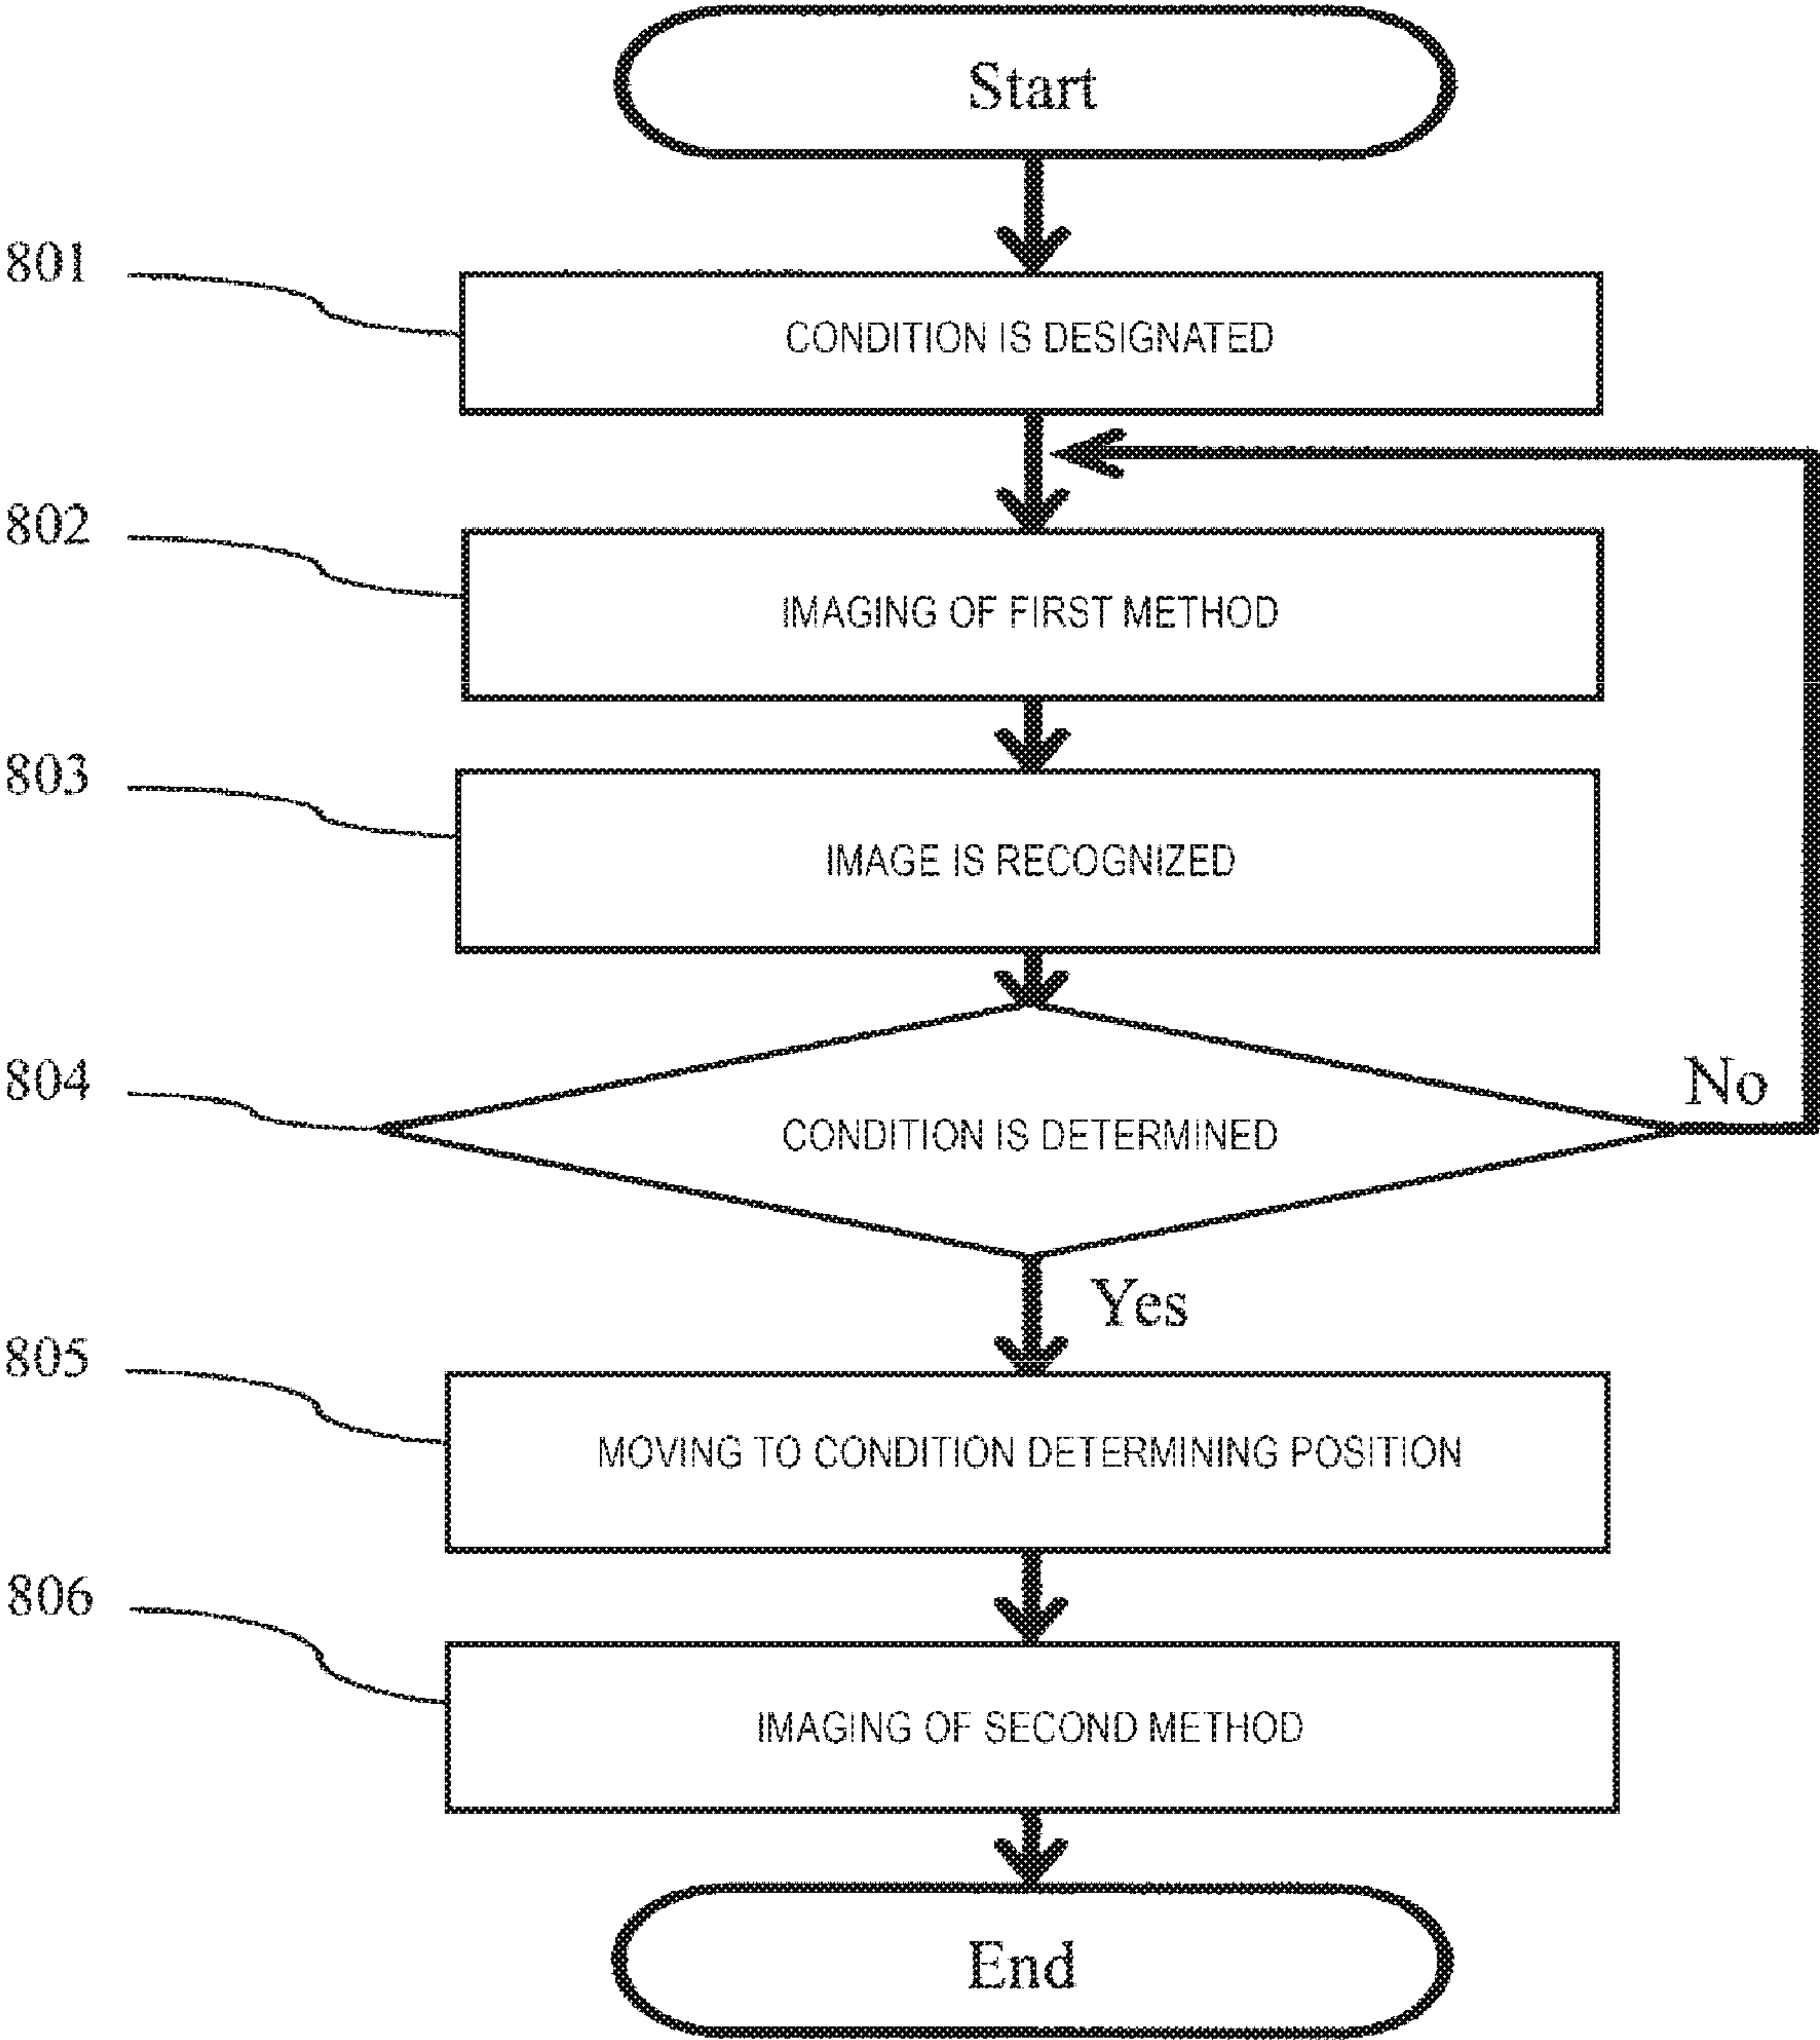 Start
801
CONDITION IS DESIGNATED
802
IMAGING OF FIRST METHOD
803
IMAGE IS RECOGNIZED
804
CONDITION IS DETERMINED
No
Yes
805
MOVING TO CONDITION DETERMINING POSITION
806
IMAGING OF SECOND METHOD
End